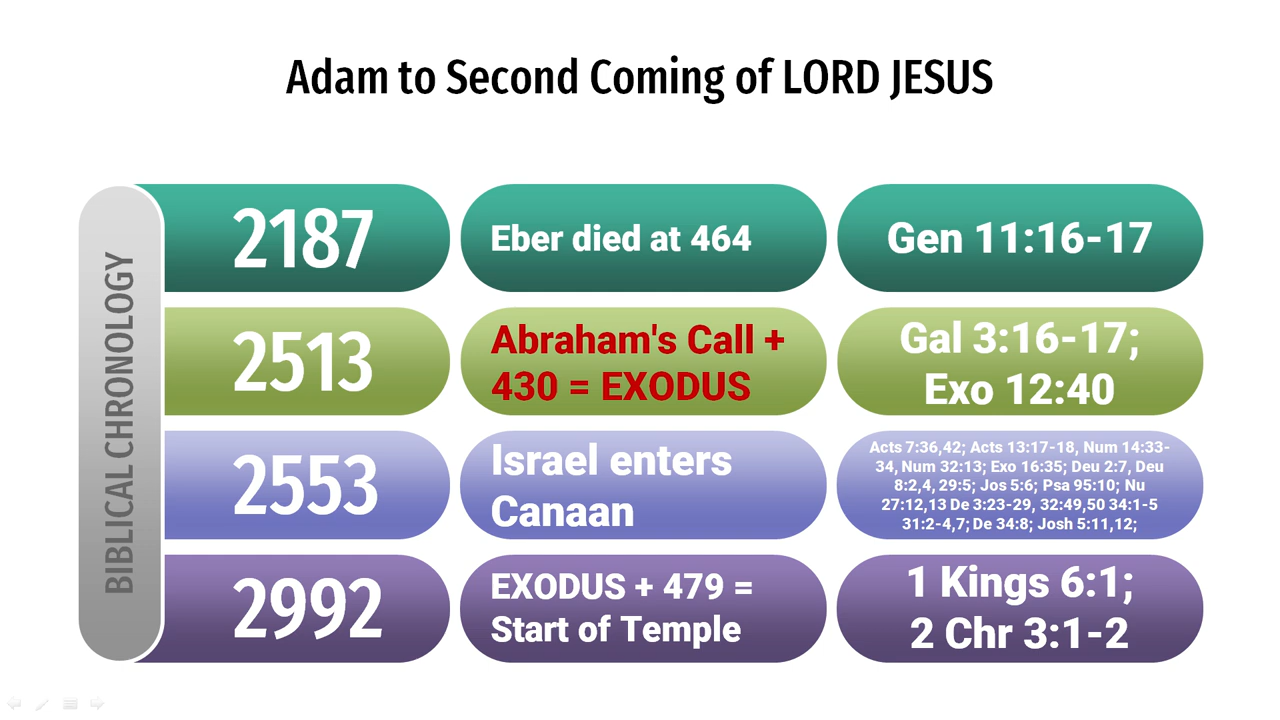 Adam to Second Coming of LORD JESUS
BIBLICAL CHRONOLOGY
2187
Eber died at 464
Gen 11:16-17
2513
Abraham's Call +
430 = EXODUS
Gal 3:16-17;
Exo 12:40
2553
Israel enters
Canaan
Acts 7:36,42; Acts 13:17-18, Num 14:33-
34, Num 32:13; Exo 16:35; Deu 2:7, Deu
8:2,4, 29:5; Jos 5:6; Psa 95:10; Nu
27:12,13 De 3:23-29, 32:49,50 34:1-5
31:2-4,7; De 34:8; Josh 5:11,12;
2992
EXODUS + 479 =
Start of Temple
1 Kings 6:1;
2 Chr 3:1-2